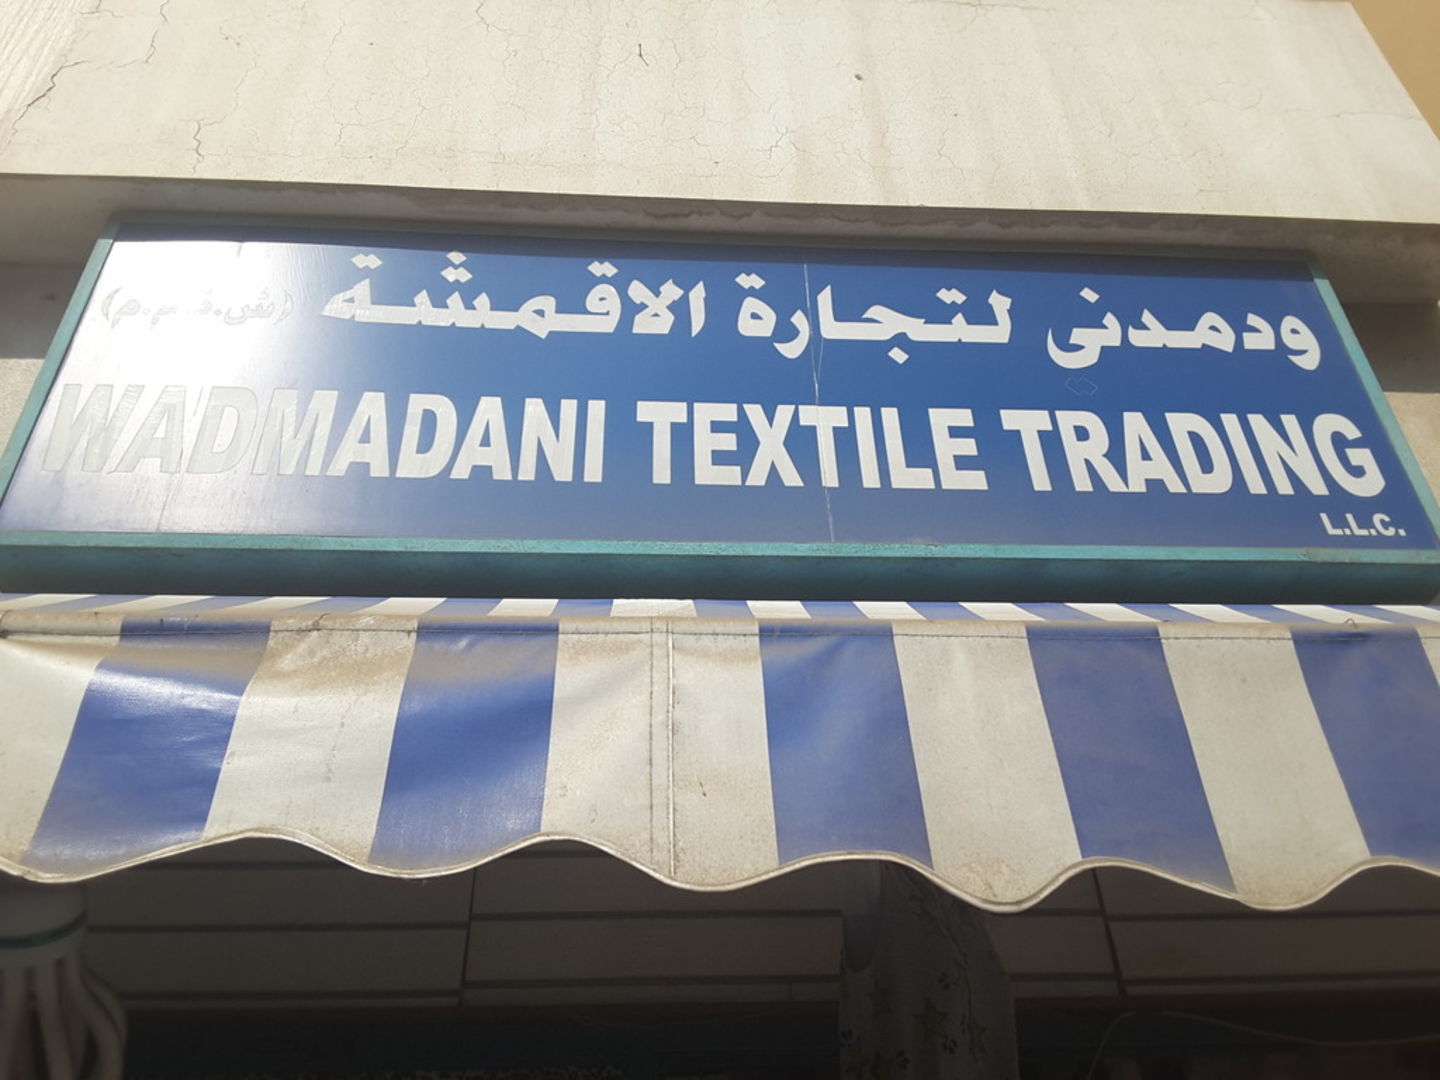 ودمدنى لتجارة الاقمشة (ش.ذ.م.م)
WADMADANI TEXTILE TRADING
L.L.C.